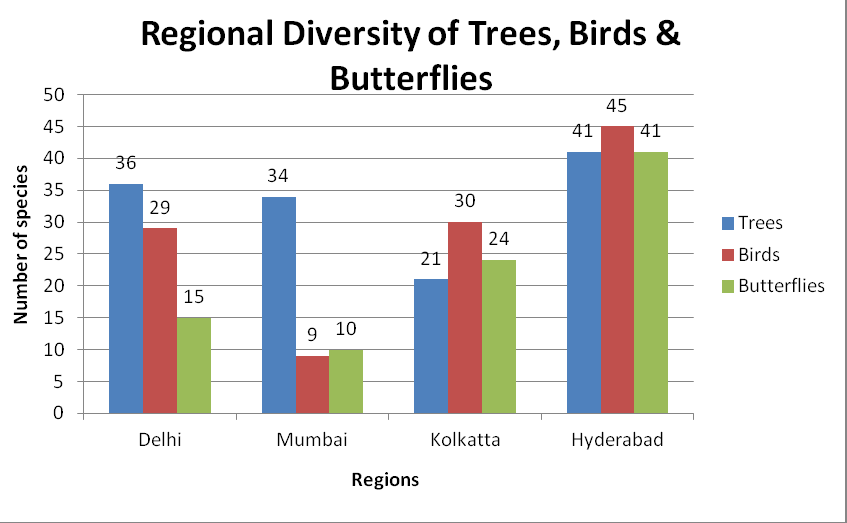 Regional Diversity of Trees, Birds &
Butterflies
50
45
40
35
30
25
20
15
10
5
0
Number of species
36
29
15
34
9
10
21
30
24
41
45
41
Delhi
Mumbai
Kolkatta
Hyderabad
Regions
Trees
Birds
Butterflies